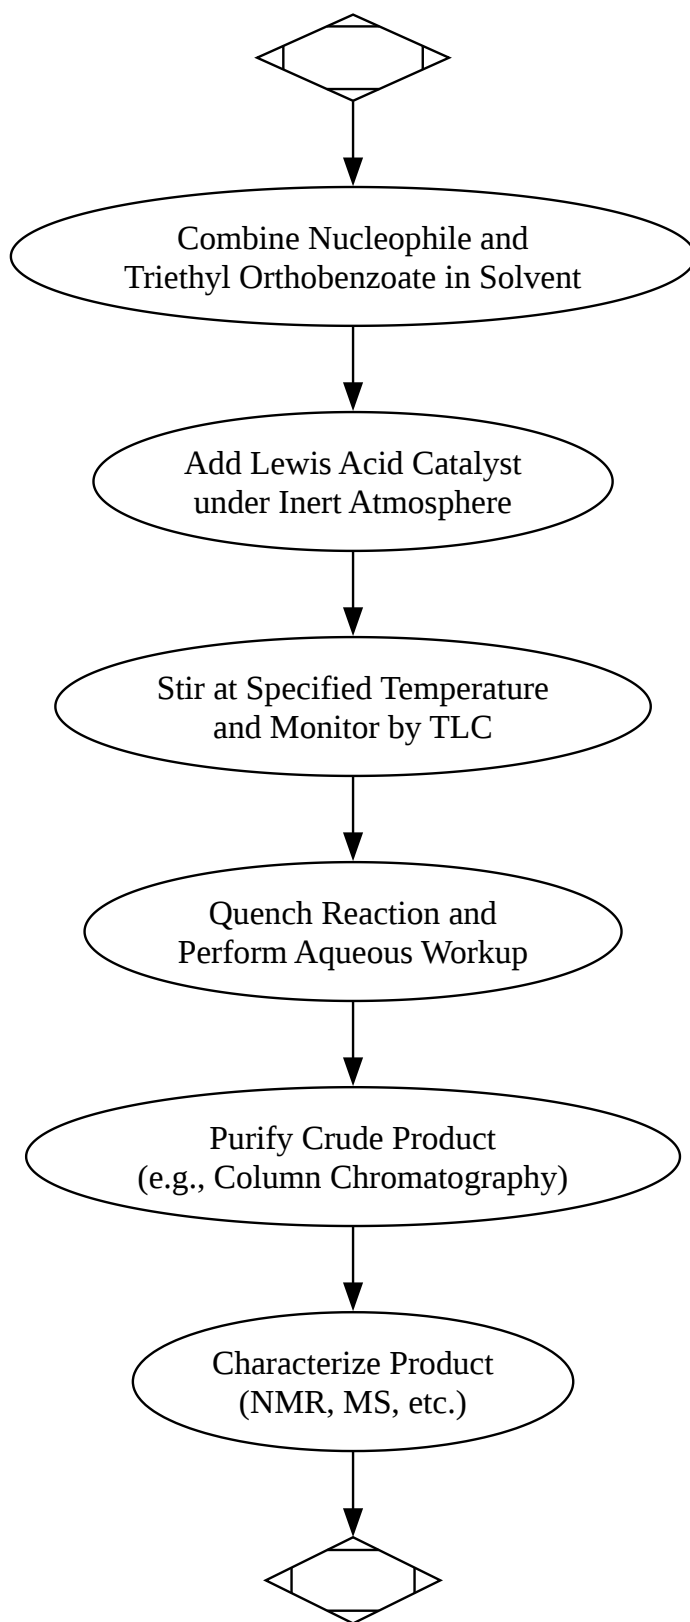 Combine Nucleophile and
Triethyl Orthobenzoate in Solvent
Add Lewis Acid Catalyst
under Inert Atmosphere
Stir at Specified Temperature
and Monitor by TLC
Quench Reaction and
Perform Aqueous Workup
Purify Crude Product
(e.g., Column Chromatography)
Characterize Product
(NMR, MS, etc.)